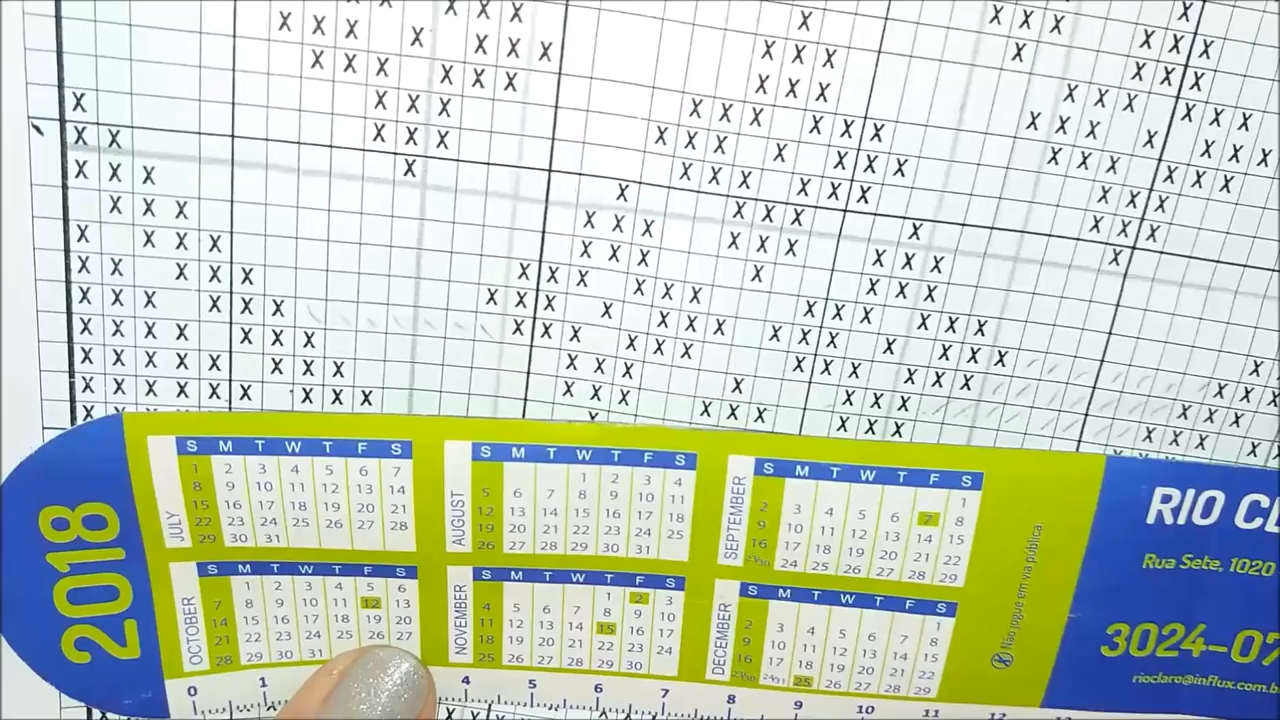 2018
JULY
S M T W T F S
1 2 3 4 5 6 7
8 9 10 11 12 13 14
15 16 17 18 19 20 21
22 23 24 25 26 27 28
29 30 31
AUGUST
S M T W T F S
1 2 3 4
5 6 7 8 9 10 11
12 13 14 15 16 17 18
19 20 21 22 23 24 25
26 27 28 29 30 31
SEPTEMBER
S M T W T F S
1
2 3 4 5 6 7 8
9 10 11 12 13 14 15
16 17 18 19 20 21 22
23/30 24 25 26 27 28 29
OCTOBER
S M T W T F S
1 2 3 4 5 6
7 8 9 10 11 12 13
14 15 16 17 18 19 20
21 22 23 24 25 26 27
28 29 30 31
NOVEMBER
S M T W T F S
1 2 3
4 5 6 7 8 9 10
11 12 13 14 15 16 17
18 19 20 21 22 23 24
25 26 27 28 29 30
DECEMBER
S M T W T F S
1
2 3 4 5 6 7 8
9 10 11 12 13 14 15
16 17 18 19 20 21 22
23/30 24/31 25 26 27 28 29
Não jogue em via pública.
RIO CL
Rua Sete, 1020
3024-07
rioclaro@influx.com.b
0 1 4 5 6 7 8 9 10 11 12